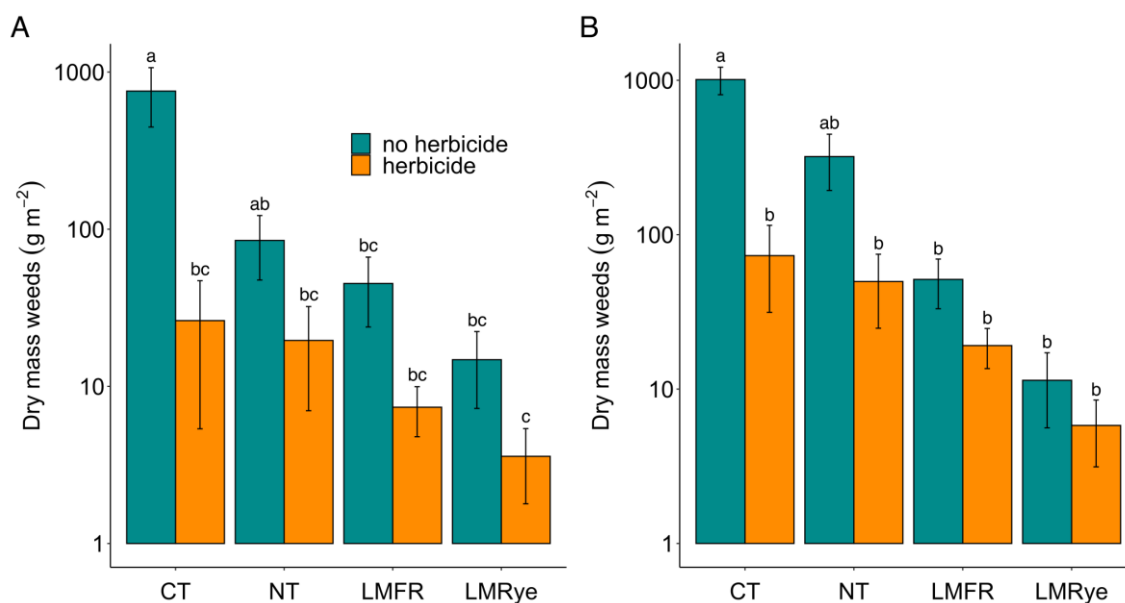 A
Dry mass weeds (g m⁻²)
1000
100
10
1
a
bc
ab
bc
bc
bc
bc
c
no herbicide
herbicide
CT NT LMFR LMRye
B
Dry mass weeds (g m⁻²)
1000
100
10
1
a
b
ab
b
b
b
b
b
CT NT LMFR LMRye